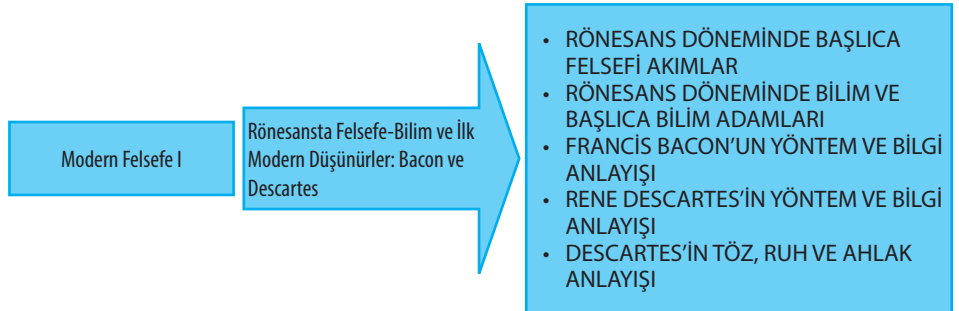 Modern Felsefe I
Rönesansta Felsefe-Bilim ve İlk
Modern Düşünürler: Bacon ve
Descartes
• RÖNESANS DÖNEMİNDE BAŞLICA
FELSEFİ AKIMLAR
• RÖNESANS DÖNEMİNDE BİLİM VE
BAŞLICA BİLİM ADAMLARI
• FRANCİS BACON’UN YÖNTEM VE BİLGİ
ANLAYIŞI
• RENE DESCARTES’İN YÖNTEM VE BİLGİ
ANLAYIŞI
• DESCARTES’İN TÖZ, RUH VE AHLAK
ANLAYIŞI